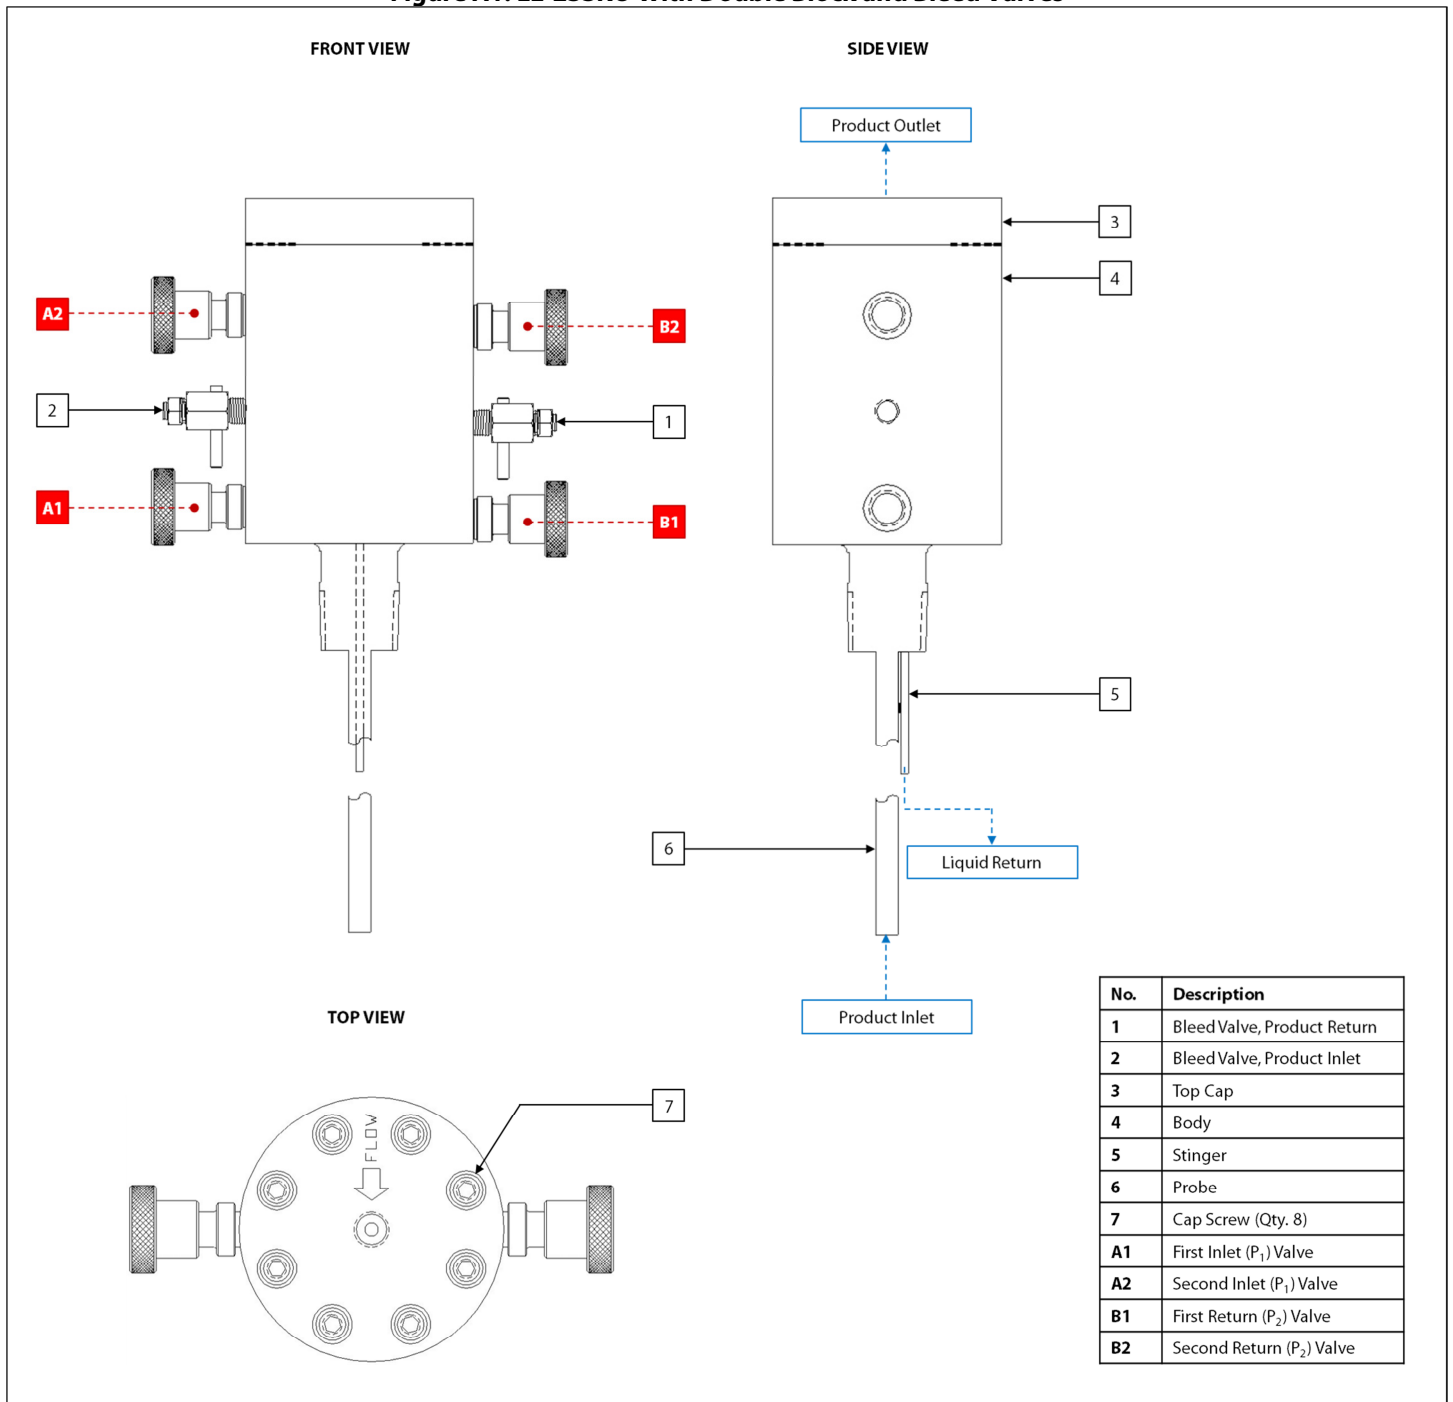 FRONT VIEW
SIDE VIEW
Product Outlet
3
4
A2
B2
2
1
A1
B1
5
6
Liquid Return
Product Inlet
TOP VIEW
7
FLOW
No. Description
1 Bleed Valve, Product Return
2 Bleed Valve, Product Inlet
3 Top Cap
4 Body
5 Stinger
6 Probe
7 Cap Screw (Qty. 8)
A1 First Inlet (P₁) Valve
A2 Second Inlet (P₁) Valve
B1 First Return (P₂) Valve
B2 Second Return (P₂) Valve